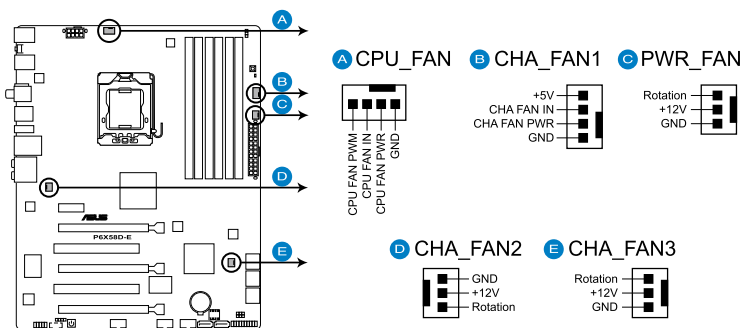 A
B
C
D
E
ASUS
P6X58D-E
A CPU_FAN
CPU FAN PWM
CPU FAN IN
CPU FAN PWR
GND
B CHA_FAN1
+5V
CHA FAN IN
CHA FAN PWR
GND
C PWR_FAN
Rotation
+12V
GND
D CHA_FAN2
GND
+12V
Rotation
E CHA_FAN3
Rotation
+12V
GND